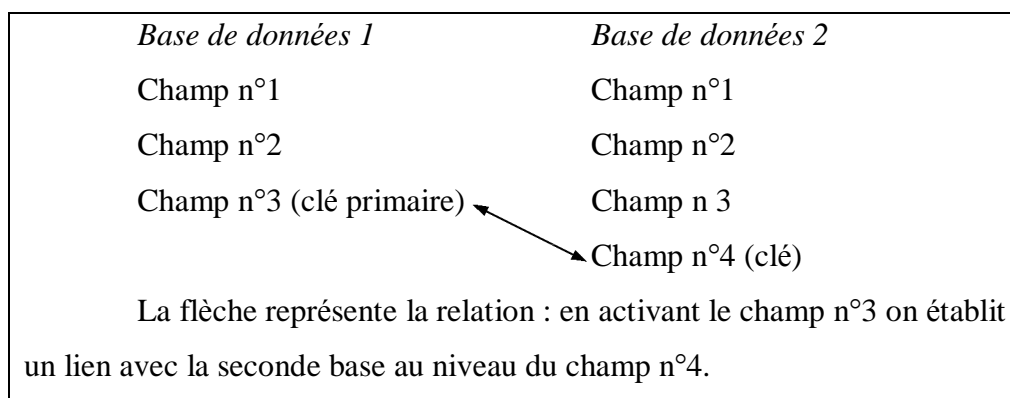 Base de données 1 Base de données 2
Champ n°1 Champ n°1
Champ n°2 Champ n°2
Champ n°3 (clé primaire) Champ n 3
Champ n°4 (clé)
La flèche représente la relation : en activant le champ n°3 on établit
un lien avec la seconde base au niveau du champ n°4.